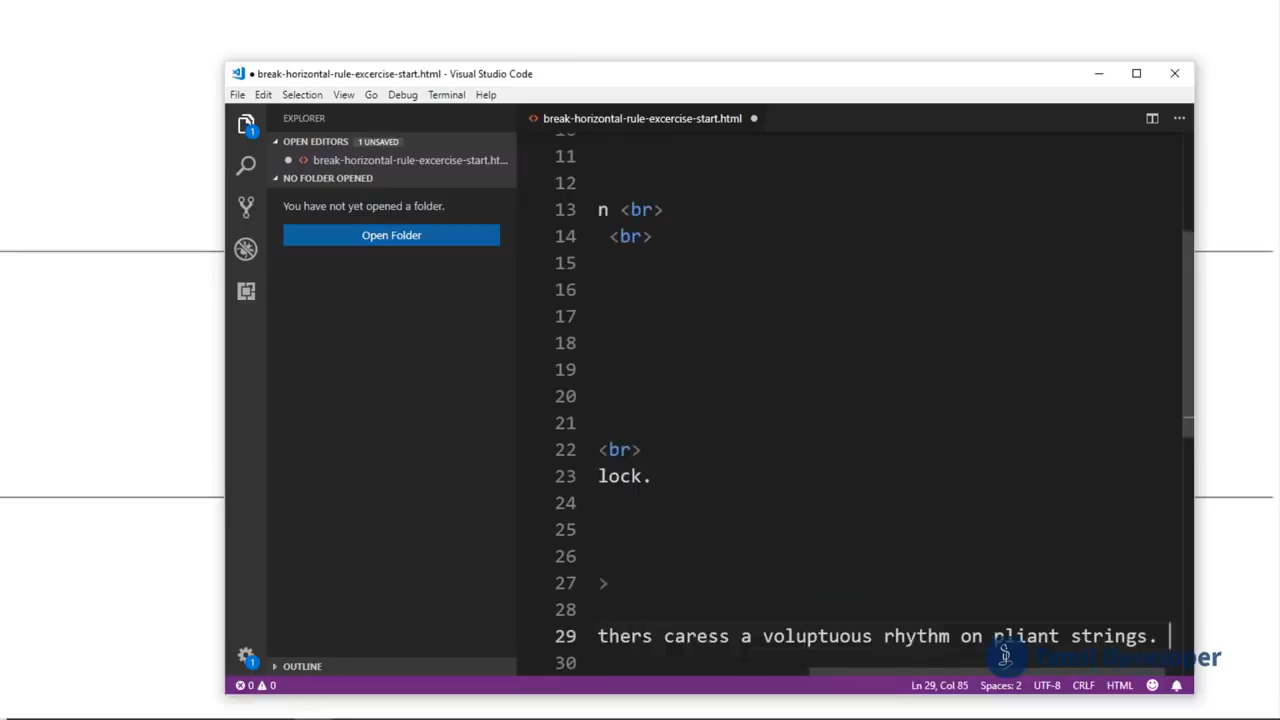 ● break-horizontal-rule-excercise-start.html - Visual Studio Code
File Edit Selection View Go Debug Terminal Help
EXPLORER
break-horizontal-rule-excercise-start.html ●
OPEN EDITORS 1 UNSAVED
● break-horizontal-rule-excercise-start.ht...
NO FOLDER OPENED
You have not yet opened a folder.
Open Folder
1
10
11
12
13 n <br>
14 <br>
15
16
17
18
19
20
21
22 <br>
23 lock.
24
25
26
27 >
28
29 thers caress a voluptuous rhythm on pliant strings.
30
1
OUTLINE
0 0
Ln 29, Col 85 Spaces: 2 UTF-8 CRLF HTML